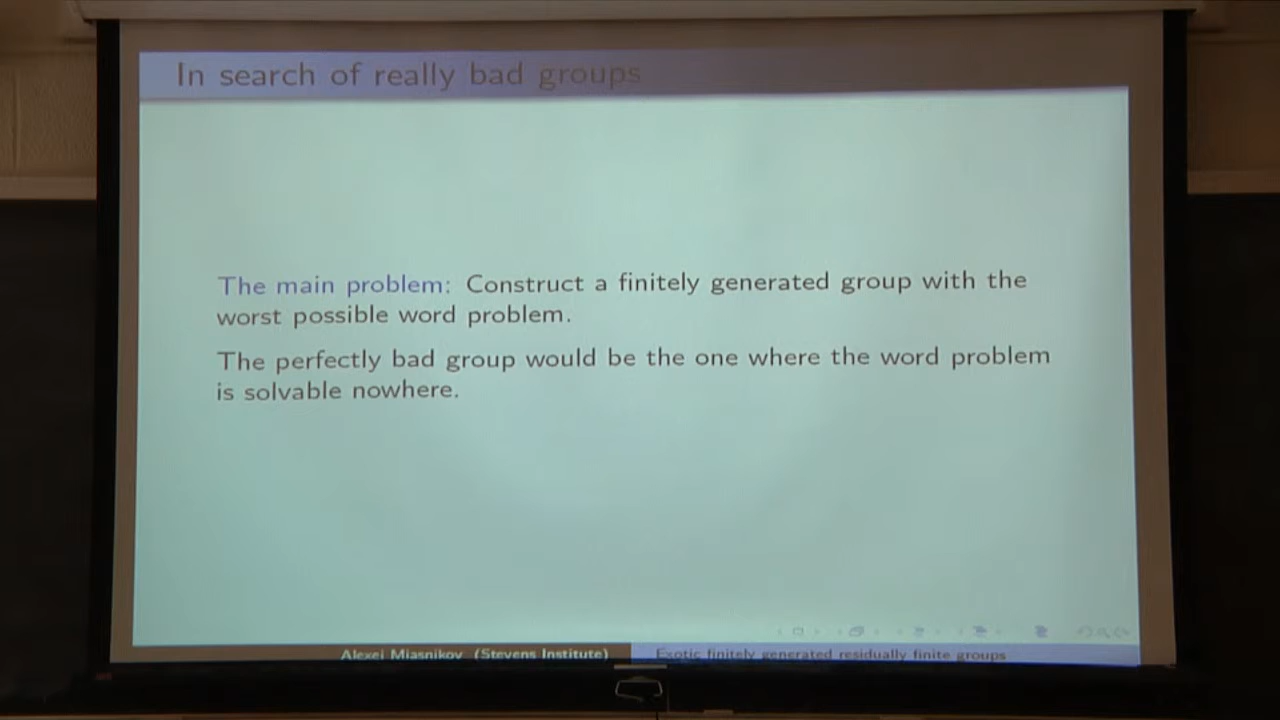 In search of really bad groups
The main problem: Construct a finitely generated group with the
worst possible word problem.
The perfectly bad group would be the one where the word problem
is solvable nowhere.
Alexei Miasnikov (Stevens Institute)
Exotic finitely generated residually finite groups